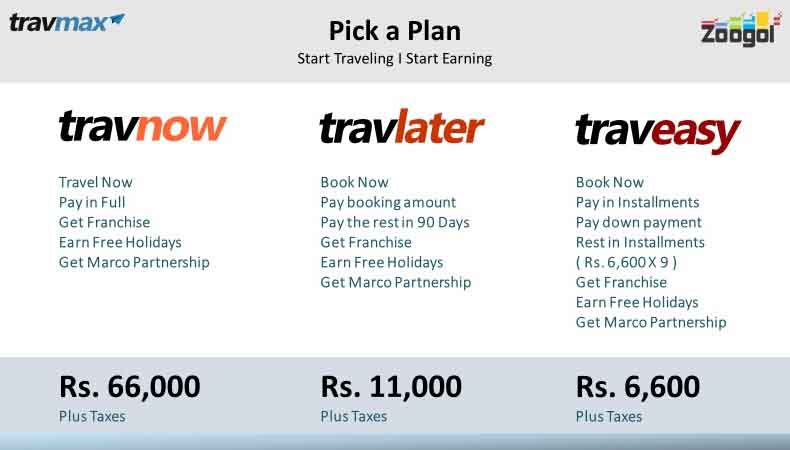 travmax
Pick a Plan
Start Traveling I Start Earning
Zoogol
travnow
Travel Now
Pay in Full
Get Franchise
Earn Free Holidays
Get Marco Partnership
travlater
Book Now
Pay booking amount
Pay the rest in 90 Days
Get Franchise
Earn Free Holidays
Get Marco Partnership
traveasy
Book Now
Pay in Installments
Pay down payment
Rest in Installments
( Rs. 6,600 X 9 )
Get Franchise
Earn Free Holidays
Get Marco Partnership
Rs. 66,000
Plus Taxes
Rs. 11,000
Plus Taxes
Rs. 6,600
Plus Taxes